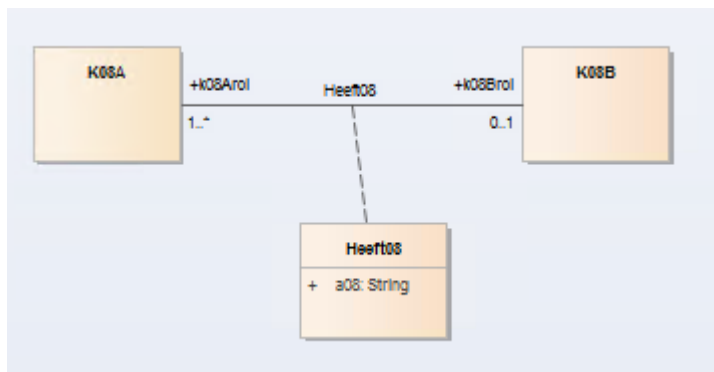 K08A
+k08Arol
Heeft08
+k08Brol
K08B
1..*
0..1
Heeft08
+ a08: String